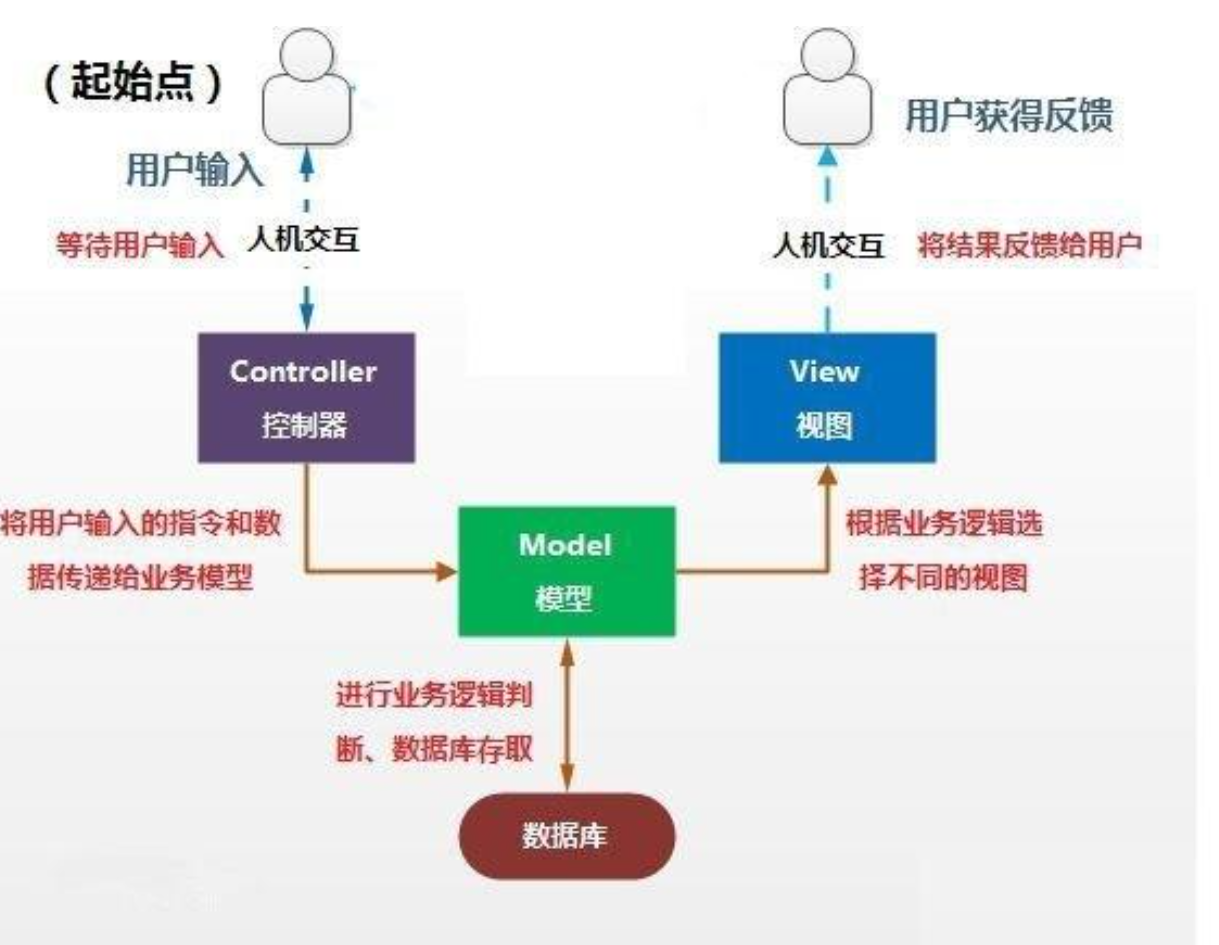 （起始点）
用户输入
用户获得反馈
等待用户输入
人机交互
人机交互
将结果反馈给用户
Controller
控制器
View
视图
将用户输入的指令和数
据传递给业务模型
Model
模型
根据业务逻辑选
择不同的视图
进行业务逻辑判
断、数据库存取
数据库